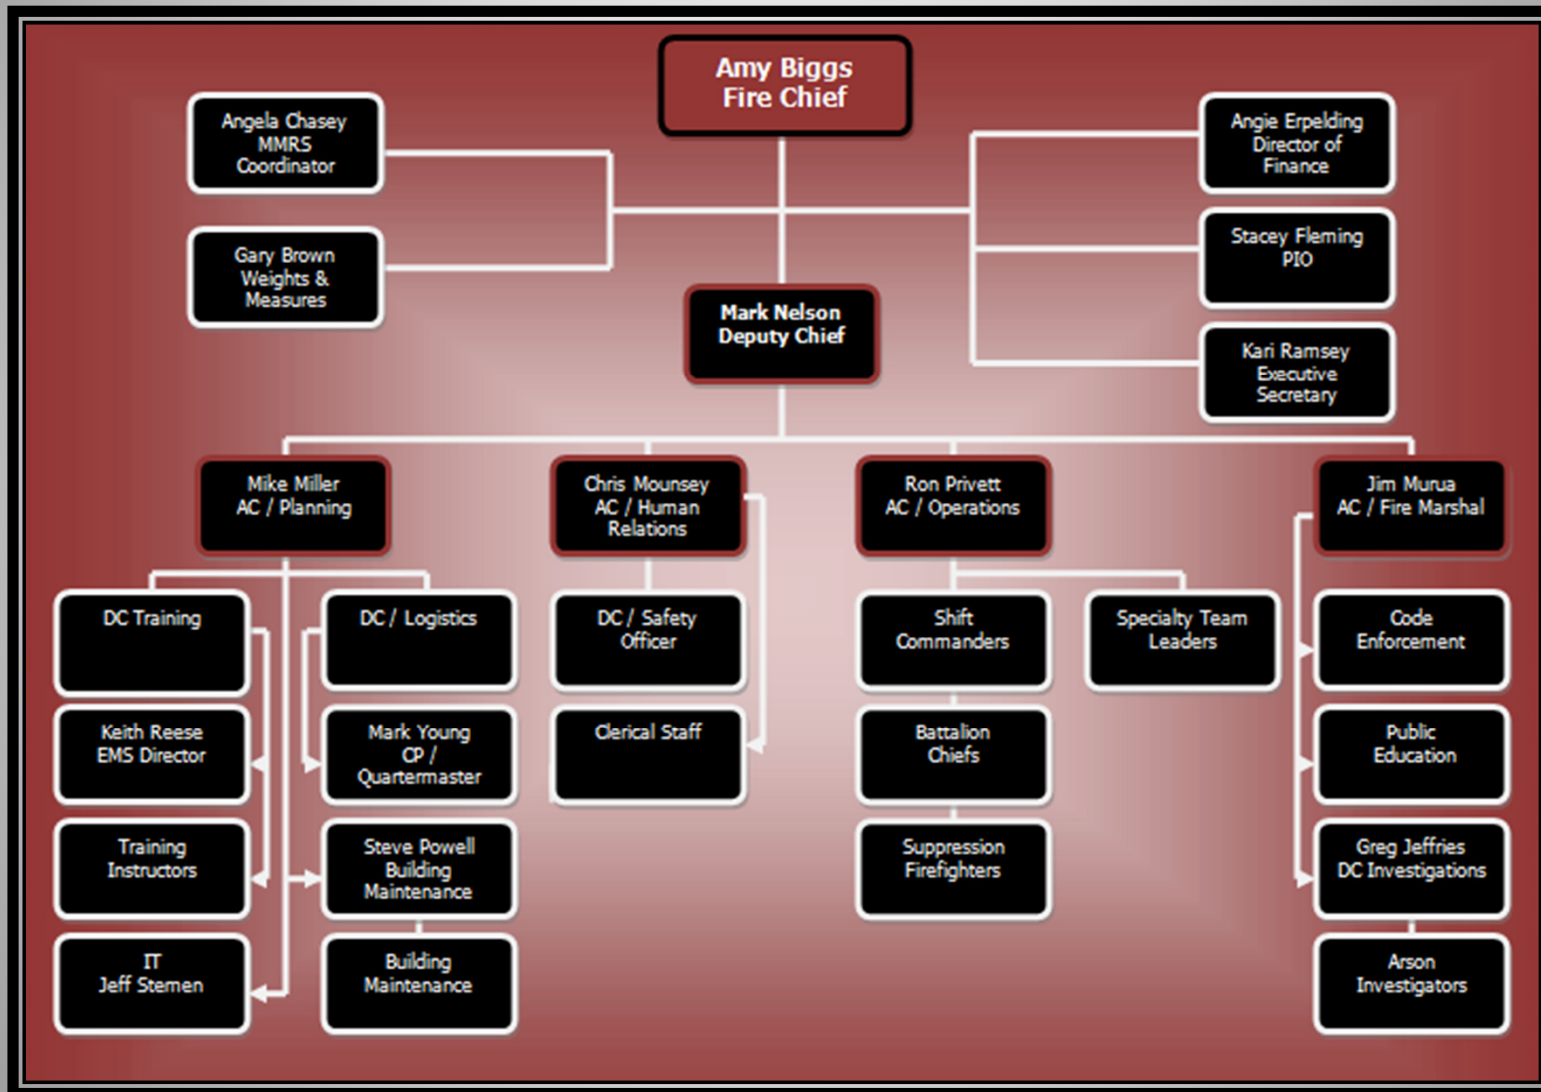 Amy Biggs
Fire Chief
Angela Chasey
MMRS
Coordinator
Angie Erpelding
Director of
Finance
Gary Brown
Weights &
Measures
Stacey Fleming
PIO
Mark Nelson
Deputy Chief
Kari Ramsey
Executive
Secretary
Mike Miller
AC / Planning
Chris Mounsey
AC / Human
Relations
Ron Privett
AC / Operations
Jim Murua
AC / Fire Marshal
DC Training
DC / Logistics
DC / Safety
Officer
Shift
Commanders
Specialty Team
Leaders
Code
Enforcement
Keith Reese
EMS Director
Mark Young
CP /
Quartermaster
Clerical Staff
Battalion
Chiefs
Public
Education
Training
Instructors
Steve Powell
Building
Maintenance
Suppression
Firefighters
Greg Jeffries
DC Investigations
IT
Jeff Stemen
Building
Maintenance
Arson
Investigators